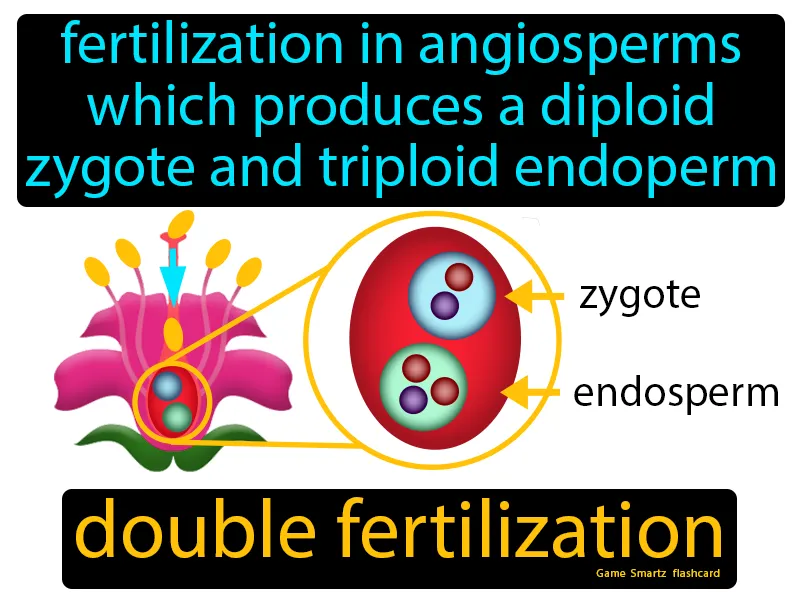 fertilization in angiosperms
which produces a diploid
zygote and triploid endoperm
zygote
endosperm
double fertilization
Game Smartz flashcard